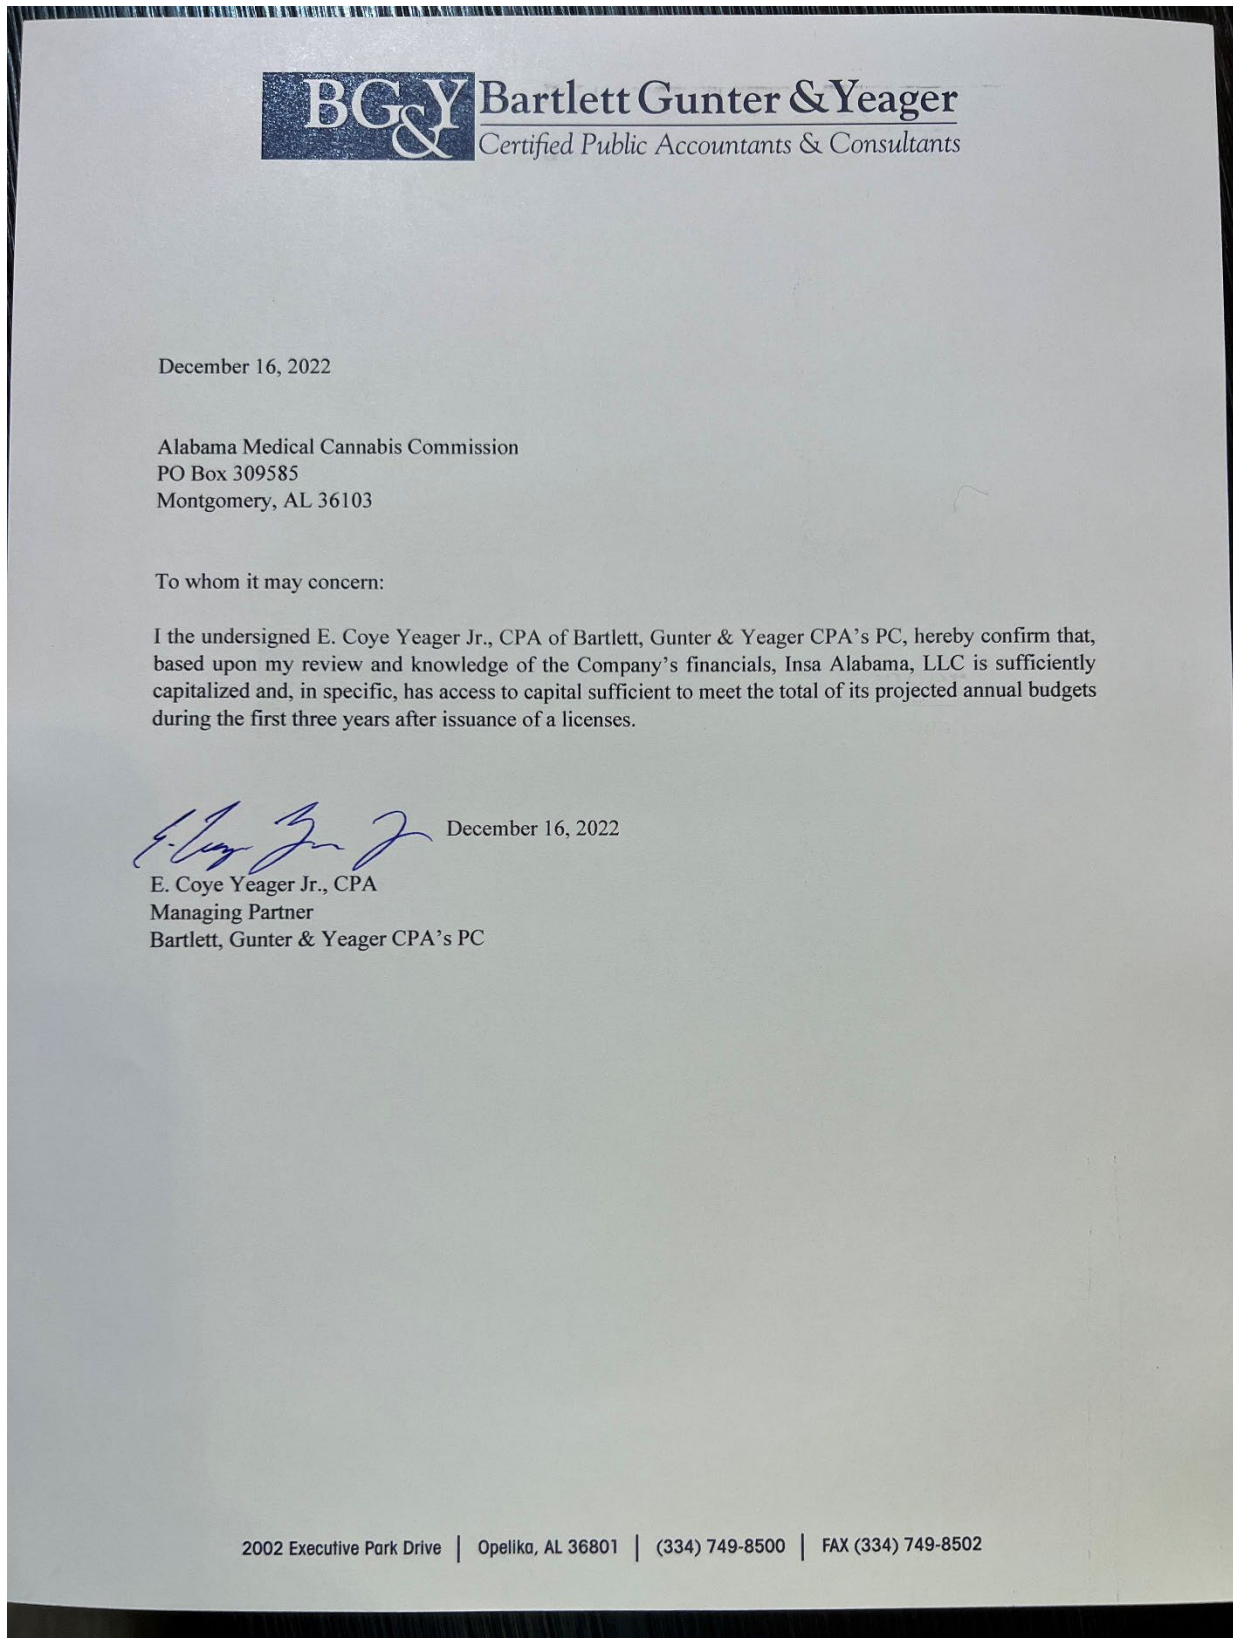 BG&Y Bartlett Gunter & Yeager
Certified Public Accountants & Consultants
December 16, 2022
Alabama Medical Cannabis Commission
PO Box 309585
Montgomery, AL 36103
To whom it may concern:
I the undersigned E. Coye Yeager Jr., CPA of Bartlett, Gunter & Yeager CPA's PC, hereby confirm that,
based upon my review and knowledge of the Company's financials, Insa Alabama, LLC is sufficiently
capitalized and, in specific, has access to capital sufficient to meet the total of its projected annual budgets
during the first three years after issuance of a licenses.
December 16, 2022
E. Coye Yeager Jr., CPA
Managing Partner
Bartlett, Gunter & Yeager CPA's PC
2002 Executive Park Drive | Opelika, AL 36801 | (334) 749-8500 | FAX (334) 749-8502